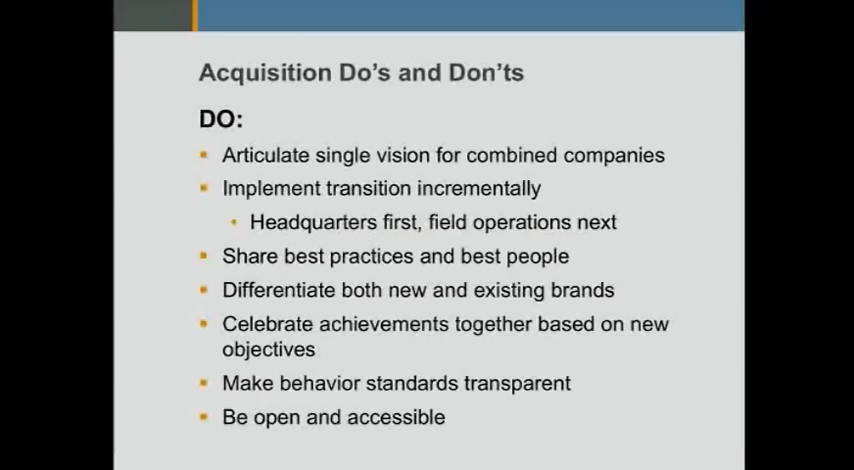 Acquisition Do's and Don'ts
DO:
Articulate single vision for combined companies
Implement transition incrementally
Headquarters first, field operations next
Share best practices and best people
Differentiate both new and existing brands
Celebrate achievements together based on new
objectives
Make behavior standards transparent
Be open and accessible